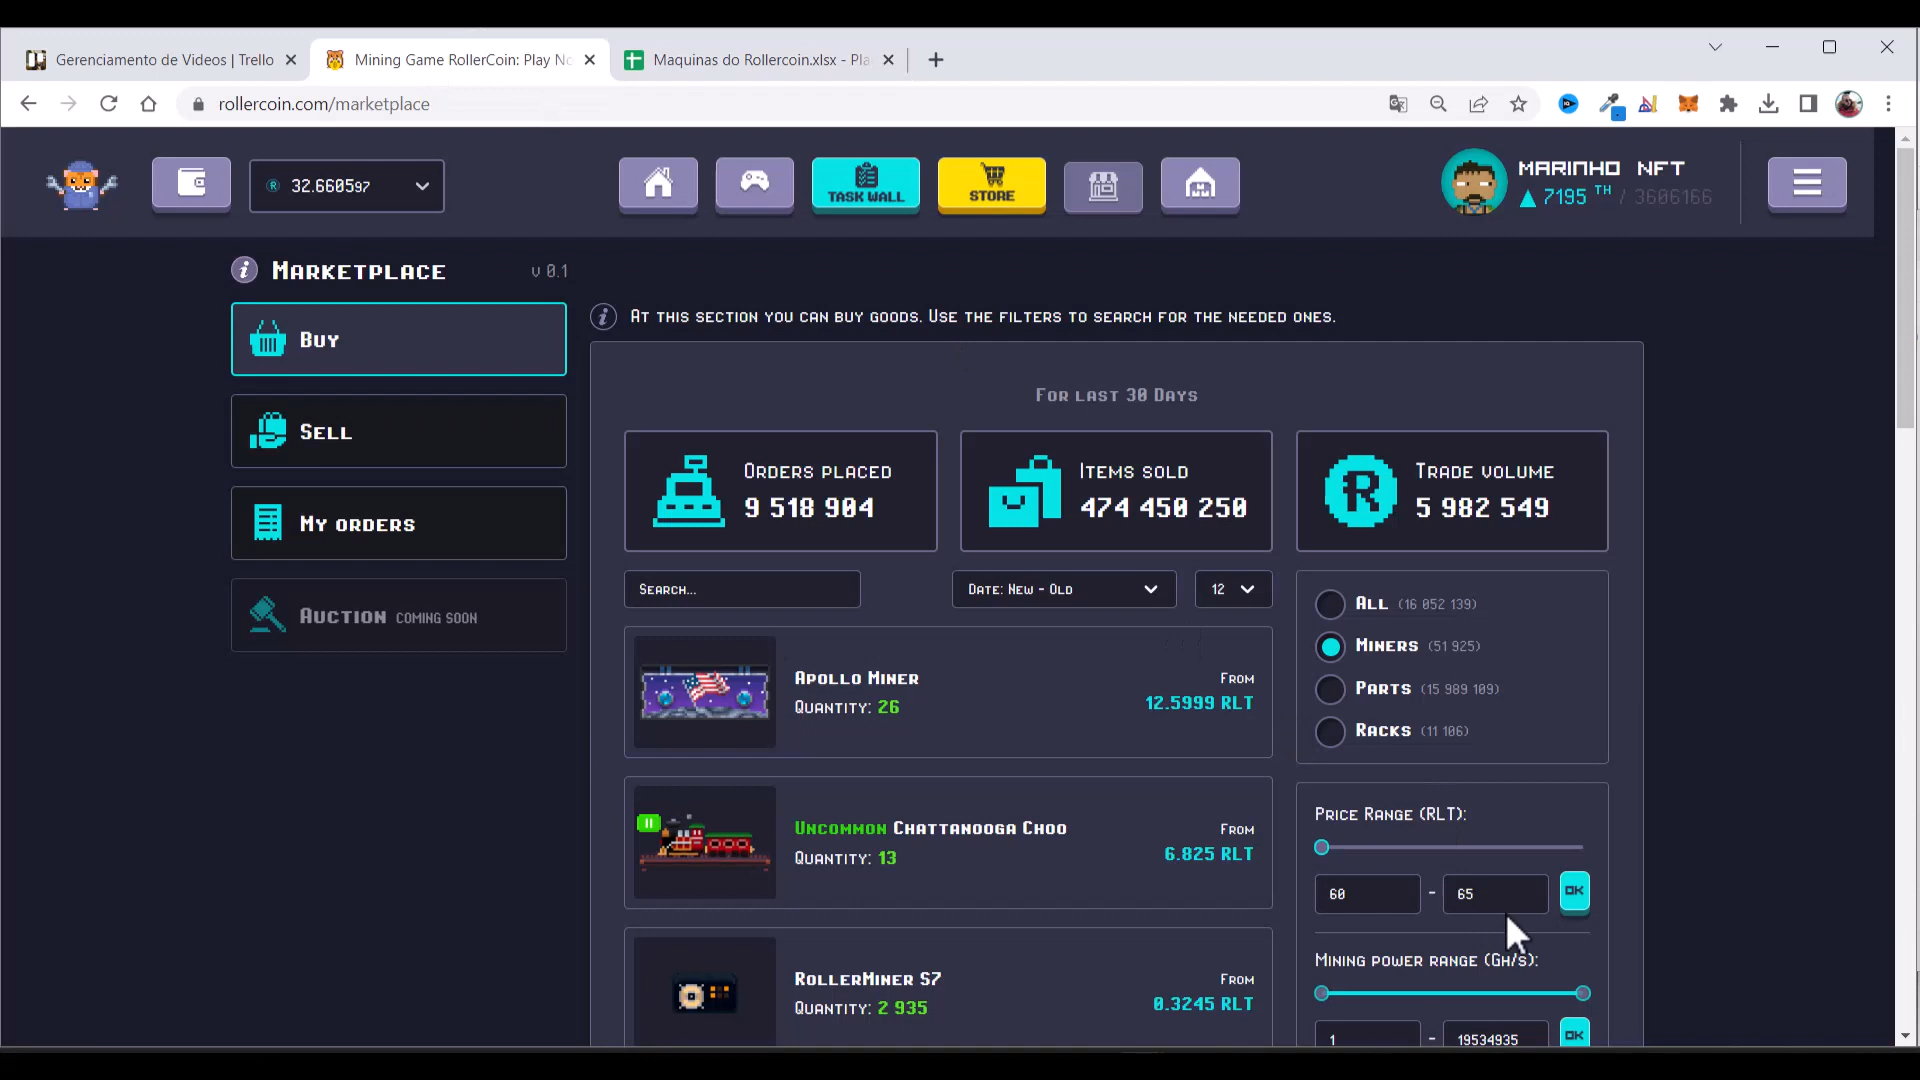 Gerenciamento de Videos | Trello
Mining Game RollerCoin: Play No
Maquinas do Rollercoin.xlsx - Pla
rollercoin.com/marketplace
32.660597
TASK WALL
STORE
MARINHO NFT
7195 TH / 3606166
MARKETPLACE
V 0.1
BUY
SELL
MY ORDERS
AUCTION COMING SOON
AT THIS SECTION YOU CAN BUY GOODS. USE THE FILTERS TO SEARCH FOR THE NEEDED ONES.
FOR LAST 30 DAYS
ORDERS PLACED
9 518 904
ITEMS SOLD
474 450 250
TRADE VOLUME
5 982 549
SEARCH...
DATE: NEW - OLD
12
APOLLO MINER
QUANTITY: 26
FROM
12.5999 RLT
UNCOMMON CHATTANOOGA CHOO
QUANTITY: 13
FROM
6.825 RLT
ROLLERMINER S7
QUANTITY: 2 935
FROM
0.3245 RLT
ALL (16 052 139)
MINERS (51 925)
PARTS (15 989 109)
RACKS (11 106)
PRICE RANGE (RLT):
60 - 65 OK
MINING POWER RANGE (GH/S):
1 - 19534935 OK